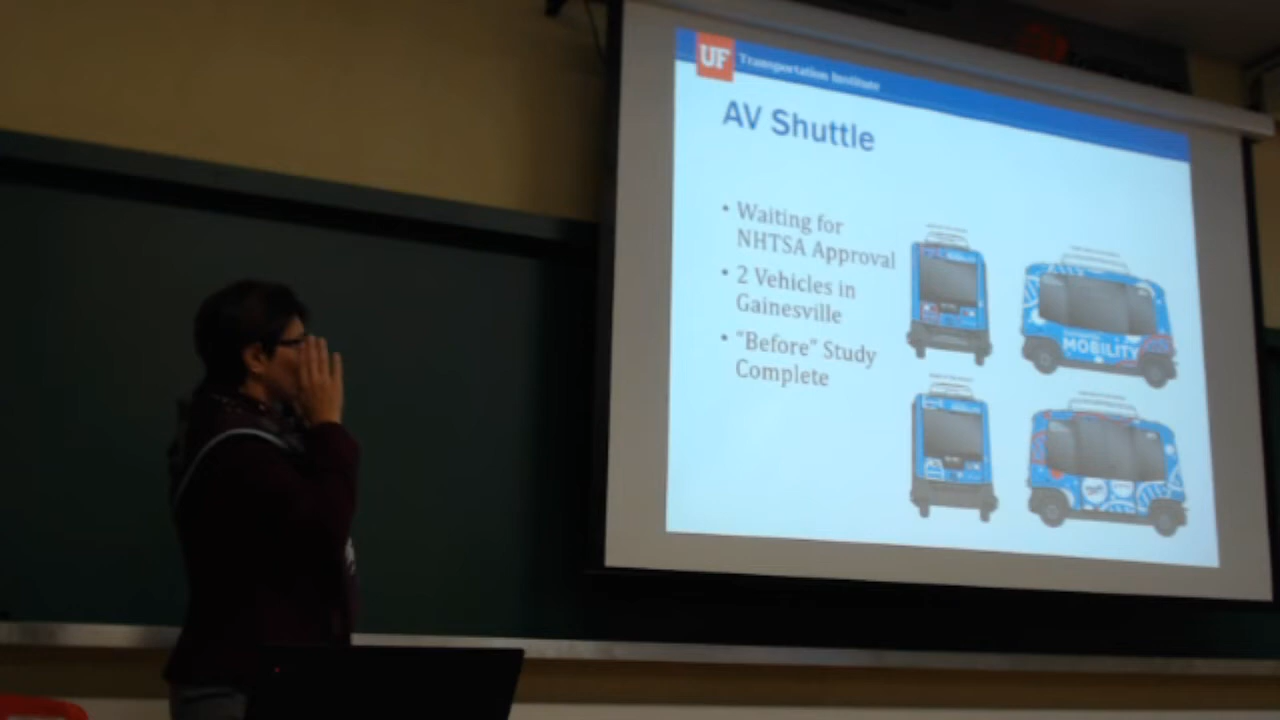 UF Transportation Institute
AV Shuttle
• Waiting for
NHTSA Approval
• 2 Vehicles in
Gainesville
• "Before" Study
Complete
MOBILITY